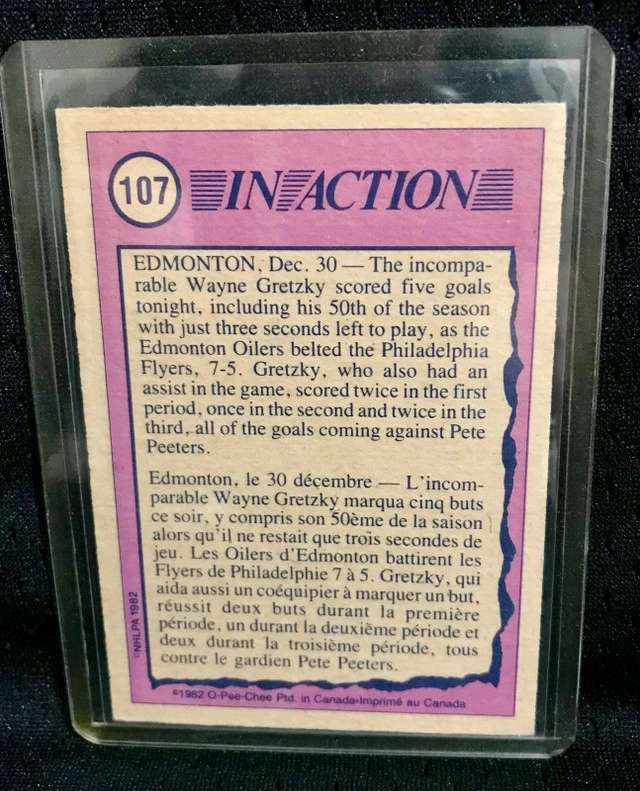 107 IN ACTION
EDMONTON, Dec. 30 — The incompa-
rable Wayne Gretzky scored five goals
tonight, including his 50th of the season
with just three seconds left to play, as the
Edmonton Oilers belted the Philadelphia
Flyers, 7-5. Gretzky, who also had an
assist in the game, scored twice in the first
period, once in the second and twice in the
third, all of the goals coming against Pete
Peeters.
Edmonton, le 30 décembre — L'incom-
parable Wayne Gretzky marqua cinq buts
ce soir, y compris son 50ème de la saison
alors qu'il ne restait que trois secondes de
jeu. Les Oilers d'Edmonton battirent les
Flyers de Philadelphie 7 à 5. Gretzky, qui
aida aussi un coéquipier à marquer un but,
réussit deux buts durant la première
période, un durant la deuxième période et
deux durant la troisième période, tous
contre le gardien Pete Peeters.
©NHLPA 1982
©1982 O-Pee-Chee Ptd. in Canada•Imprimé au Canada